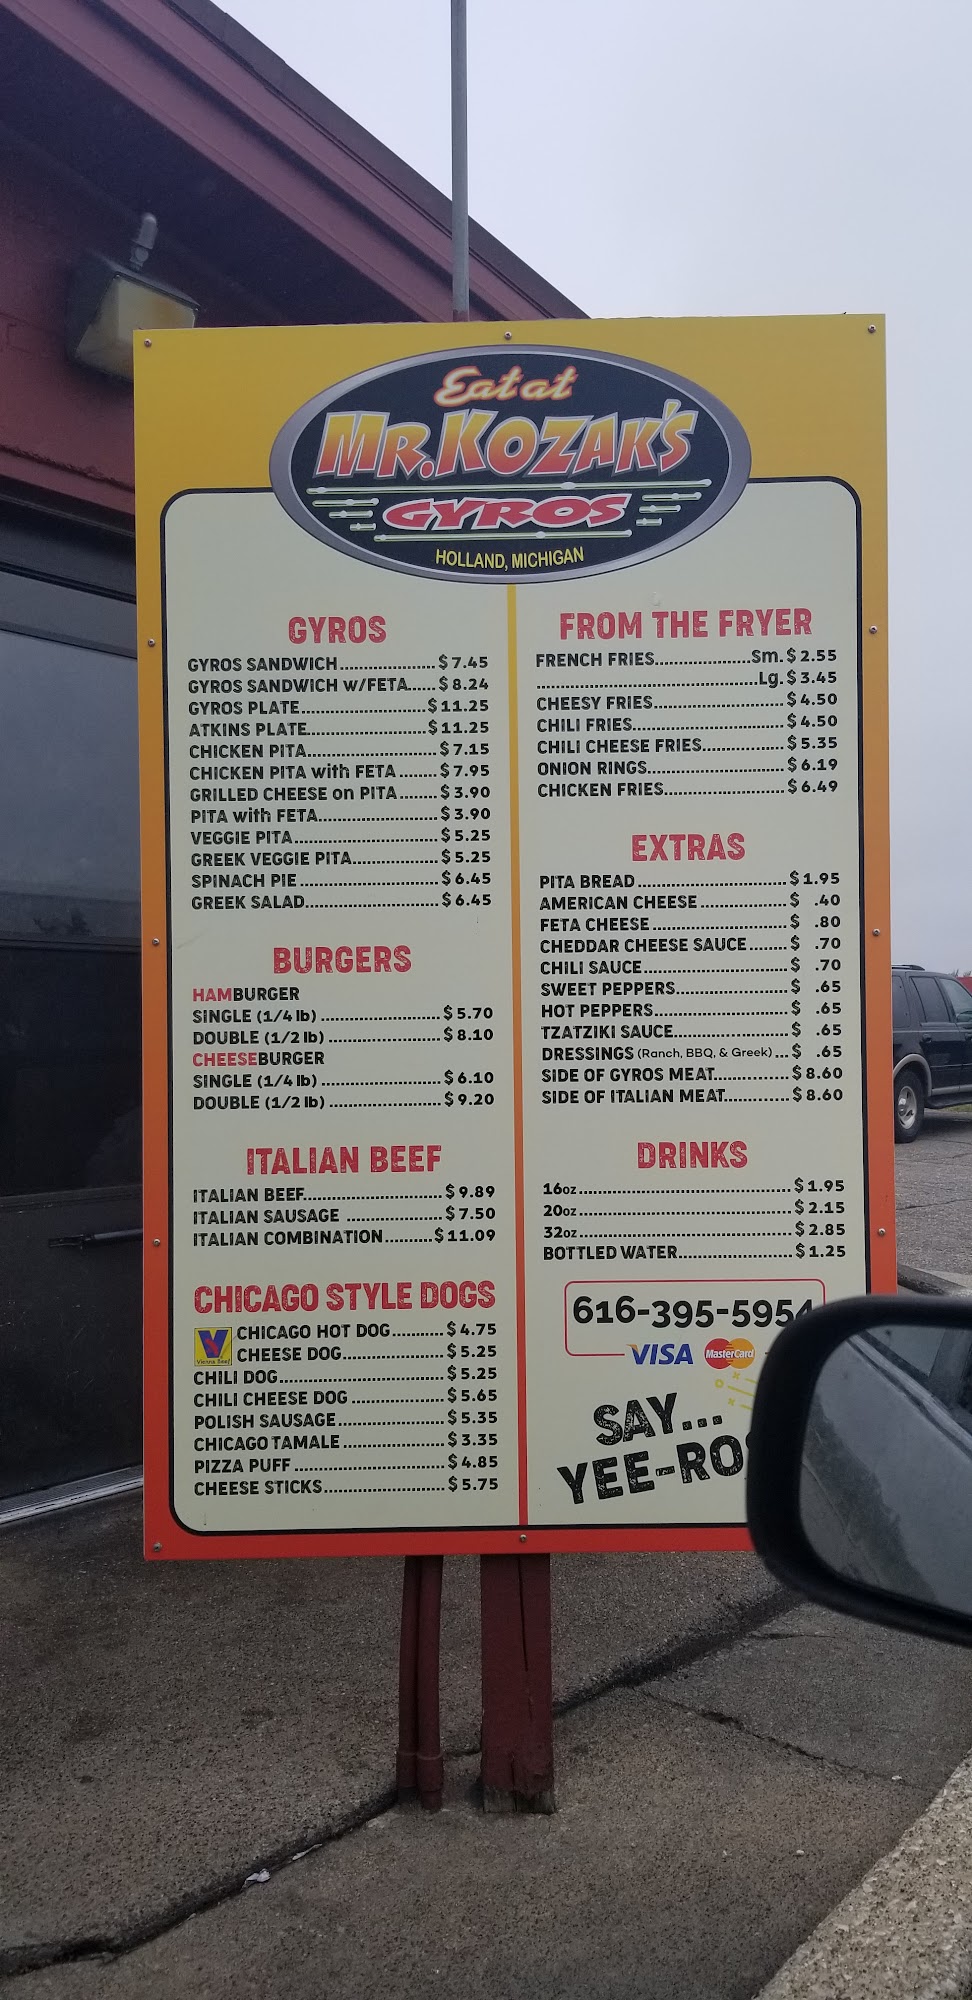 Eat at
MR. KOZAK'S
GYROS
HOLLAND, MICHIGAN
GYROS
GYROS SANDWICH....................$7.45
GYROS SANDWICH w/FETA.....$8.24
GYROS PLATE...........................$11.25
ATKINS PLATE.........................$11.25
CHICKEN PITA...........................$7.15
CHICKEN PITA with FETA........$7.95
GRILLED CHEESE on PITA........$3.90
PITA with FETA.........................$3.90
VEGGIE PITA..............................$5.25
GREEK VEGGIE PITA..................$5.25
SPINACH PIE.............................$6.45
GREEK SALAD............................$6.45
BURGERS
HAMBURGER
SINGLE (1/4 lb)........................$5.70
DOUBLE (1/2 lb).......................$8.10
CHEESEBURGER
SINGLE (1/4 lb)........................$6.10
DOUBLE (1/2 lb).......................$9.20
ITALIAN BEEF
ITALIAN BEEF............................$9.89
ITALIAN SAUSAGE....................$7.50
ITALIAN COMBINATION..........$11.09
CHICAGO STYLE DOGS
V CHICAGO HOT DOG...........$4.75
Vienna Beef CHEESE DOG.....................$5.25
CHILI DOG.................................$5.25
CHILI CHEESE DOG...................$5.65
POLISH SAUSAGE......................$5.35
CHICAGO TAMALE.....................$3.35
PIZZA PUFF...............................$4.85
CHEESE STICKS.........................$5.75
FROM THE FRYER
FRENCH FRIES....................Sm.$2.55
.............................................Lg.$3.45
CHEESY FRIES...........................$4.50
CHILI FRIES...............................$4.50
CHILI CHEESE FRIES.................$5.35
ONION RINGS............................$6.19
CHICKEN FRIES.........................$6.49
EXTRAS
PITA BREAD..............................$1.95
AMERICAN CHEESE..................$ .40
FETA CHEESE............................$ .80
CHEDDAR CHEESE SAUCE........$ .70
CHILI SAUCE.............................$ .70
SWEET PEPPERS.......................$ .65
HOT PEPPERS...........................$ .65
TZATZIKI SAUCE.......................$ .65
DRESSINGS (Ranch, BBQ, & Greek)...$ .65
SIDE OF GYROS MEAT...............$8.60
SIDE OF ITALIAN MEAT.............$8.60
DRINKS
16oz..........................................$1.95
20oz.........................................$2.15
32oz.........................................$2.85
BOTTLED WATER.......................$1.25
616-395-5954
VISA MasterCard
SAY...
YEE-RO